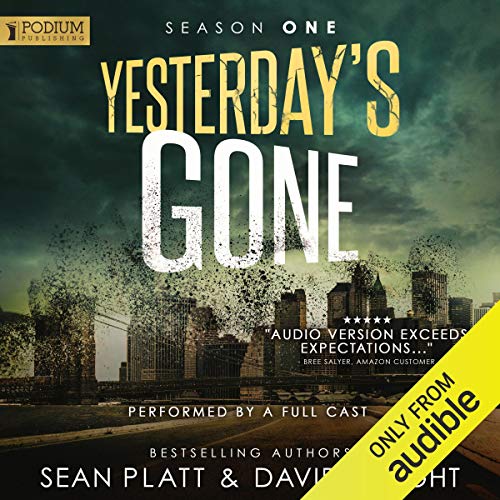 SEASON ONE
PODIUM
PUBLISHING
YESTERDAY'S
GONE
★★★★★
"AUDIO VERSION EXCEEDS
EXPECTATIONS..."
- BREE SALYER, AMAZON CUSTOMER
PERFORMED BY A FULL CAST
BESTSELLING AUTHORS
SEAN PLATT & DAVID
ONLY FROM
audible